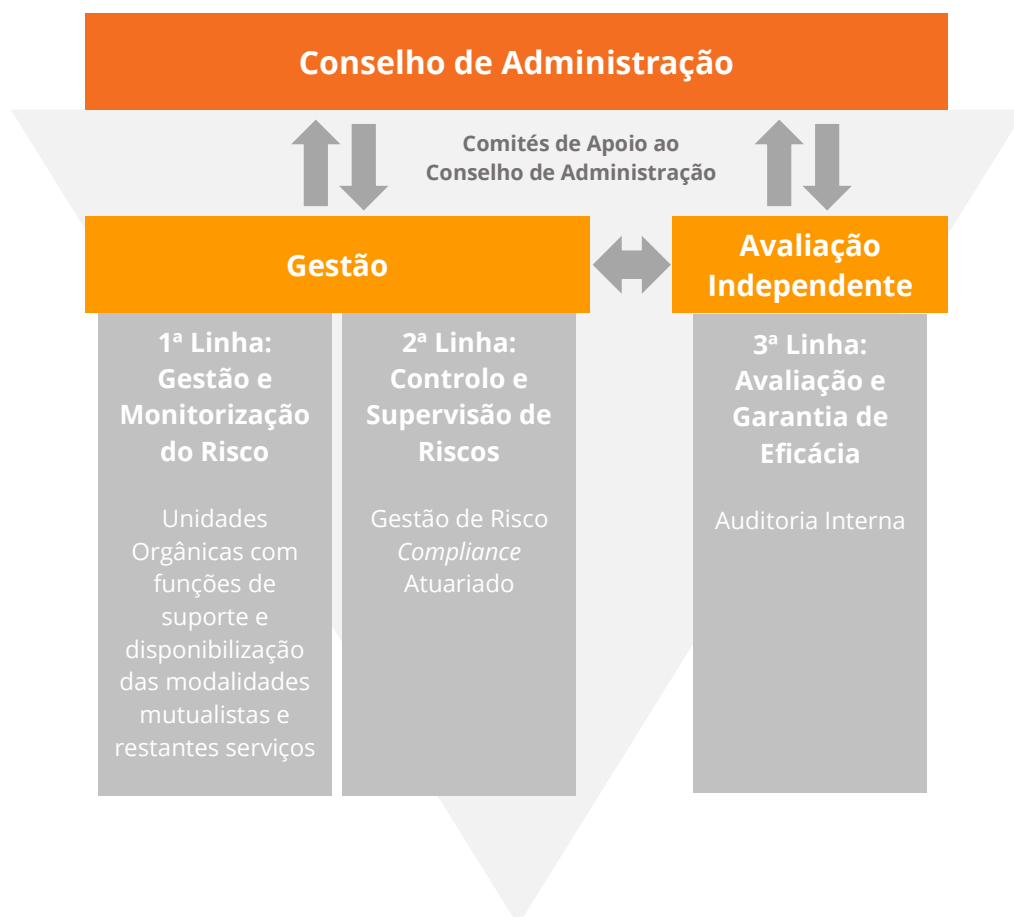 Conselho de Administração
Comités de Apoio ao
Conselho de Administração
Gestão
Avaliação
Independente
1ª Linha:
Gestão e
Monitorização
do Risco
Unidades
Orgânicas com
funções de
suporte e
disponibilização
das modalidades
mutualistas e
restantes serviços
2ª Linha:
Controlo e
Supervisão de
Riscos
Gestão de Risco
Compliance
Atuariado
3ª Linha:
Avaliação e
Garantia de
Eficácia
Auditoria Interna